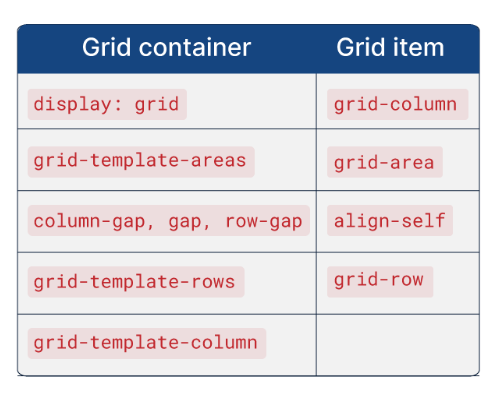 Grid container Grid item
display: grid grid-column
grid-template-areas grid-area
column-gap, gap, row-gap align-self
grid-template-rows grid-row
grid-template-column